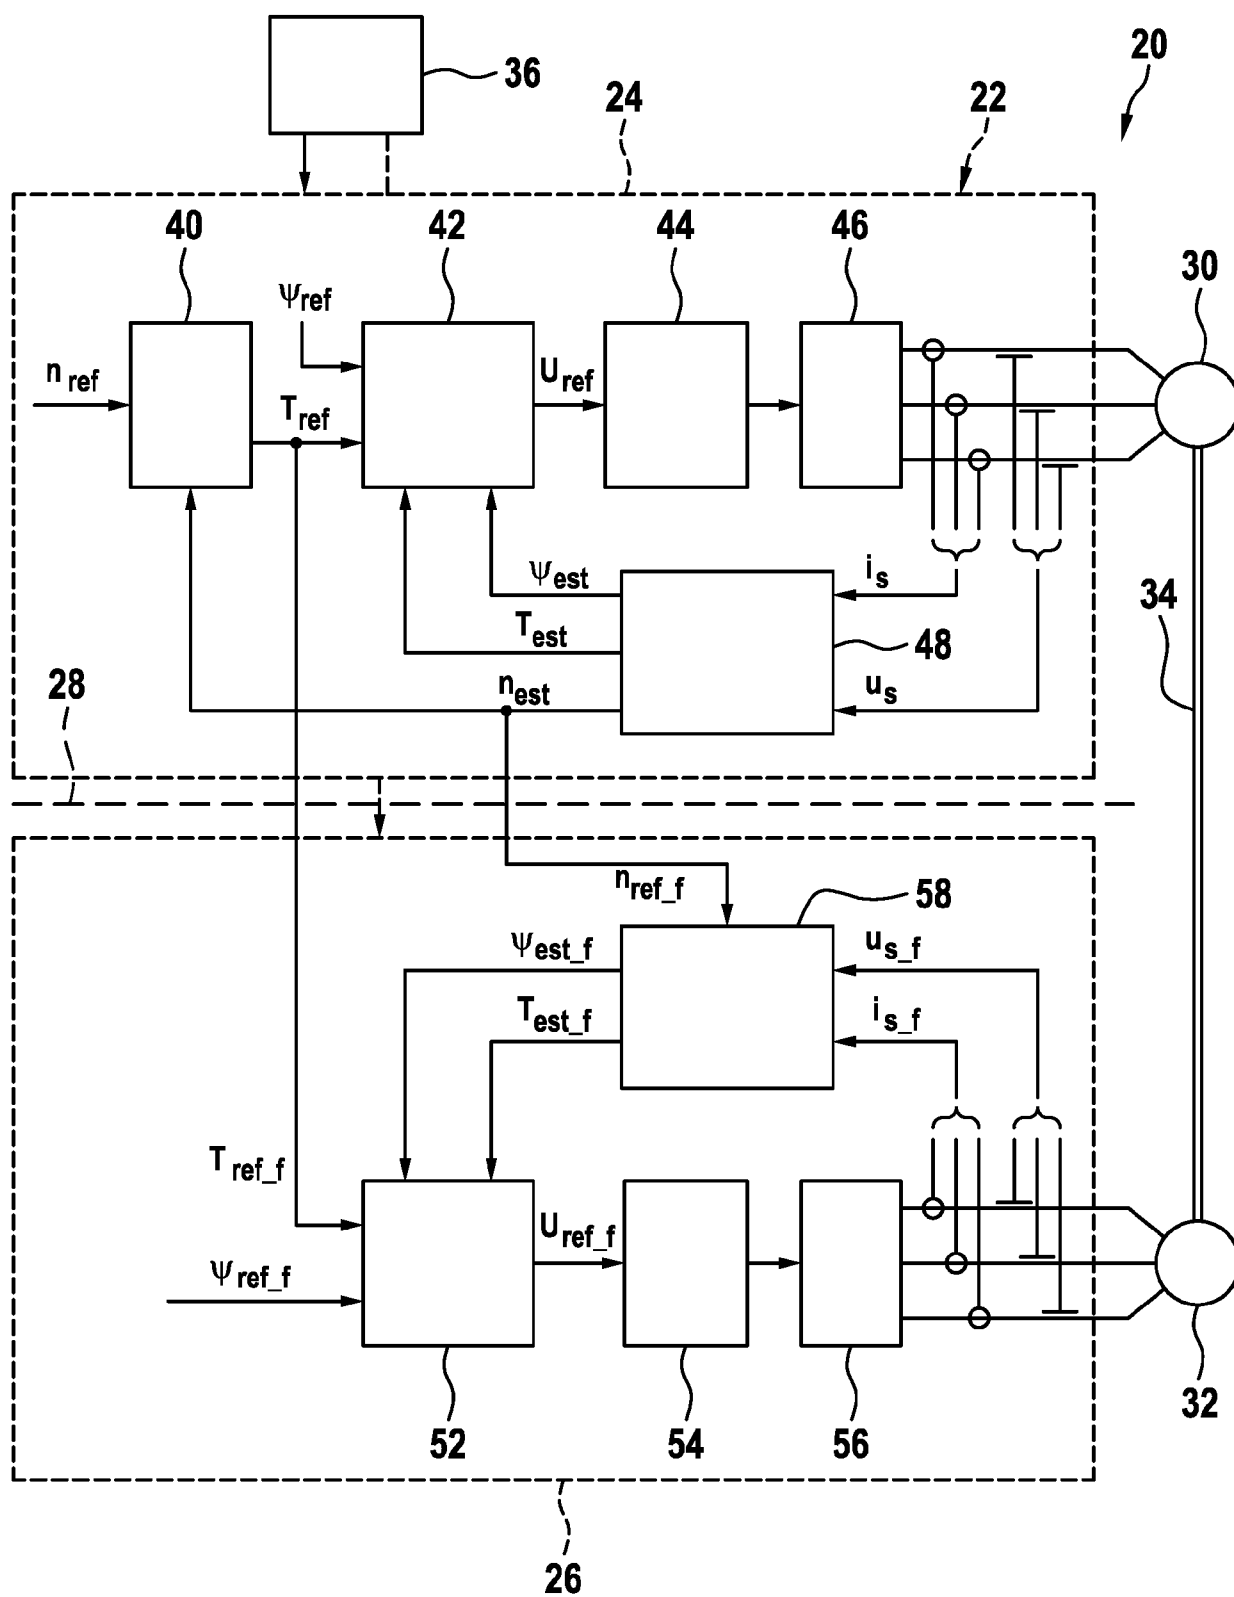 20
36
24
22
40
42
44
46
30
ψref
n ref
Uref
Tref
ψest
is
34
Test
48
28
nest
us
nref_f
58
ψest_f
us_f
Test_f
is_f
Tref_f
Uref_f
ψref_f
32
52
54
56
26